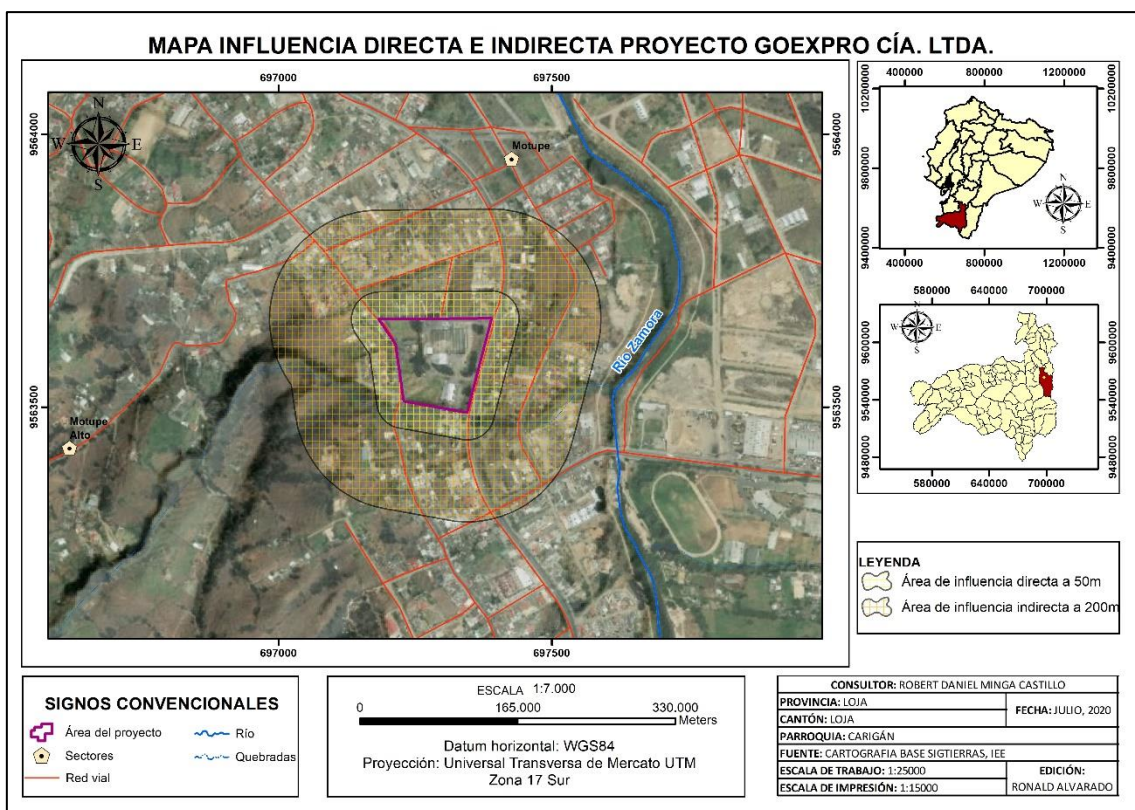 MAPA INFLUENCIA DIRECTA E INDIRECTA PROYECTO GOEXPRO CÍA. LTDA.
697000 697500
9564000
9564000
9563500
9563500
N
W E
S
Motupe
Río Zamora
Motupe
Alto
697000 697500
400000 800000 1200000
10200000
10200000
9800000
9800000
9400000
9400000
W E
S
400000 800000 1200000
580000 640000 700000
N
W E
S
9600000
9600000
9540000
9540000
9480000
9480000
580000 640000 700000
LEYENDA
Área de influencia directa a 50m
Área de influencia indirecta a 200m
SIGNOS CONVENCIONALES
Área del proyecto
Río
Sectores
Quebradas
Red vial
ESCALA 1:7.000
0 165.000 330.000
Meters
Datum horizontal: WGS84
Proyección: Universal Transversa de Mercato UTM
Zona 17 Sur
CONSULTOR: ROBERT DANIEL MINGA CASTILLO
PROVINCIA: LOJA
FECHA: JULIO, 2020
CANTÓN: LOJA
PARROQUIA: CARIGÁN
FUENTE: CARTOGRAFIA BASE SIGTIERRAS, IEE
ESCALA DE TRABAJO: 1:25000
EDICIÓN:
ESCALA DE IMPRESIÓN: 1:15000
RONALD ALVARADO